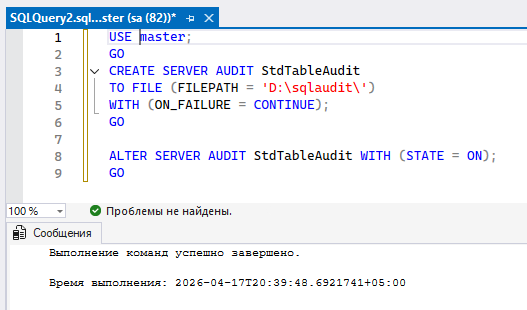 SQLQuery2.sql...ster (sa (82))*
1 USE master;
2 GO
3 CREATE SERVER AUDIT StdTableAudit
4 TO FILE (FILEPATH = 'D:\sqlaudit\')
5 WITH (ON_FAILURE = CONTINUE);
6 GO
7
8 ALTER SERVER AUDIT StdTableAudit WITH (STATE = ON);
9 GO
100 % Проблемы не найдены.
Сообщения
Выполнение команд успешно завершено.
Время выполнения: 2026-04-17T20:39:48.6921741+05:00